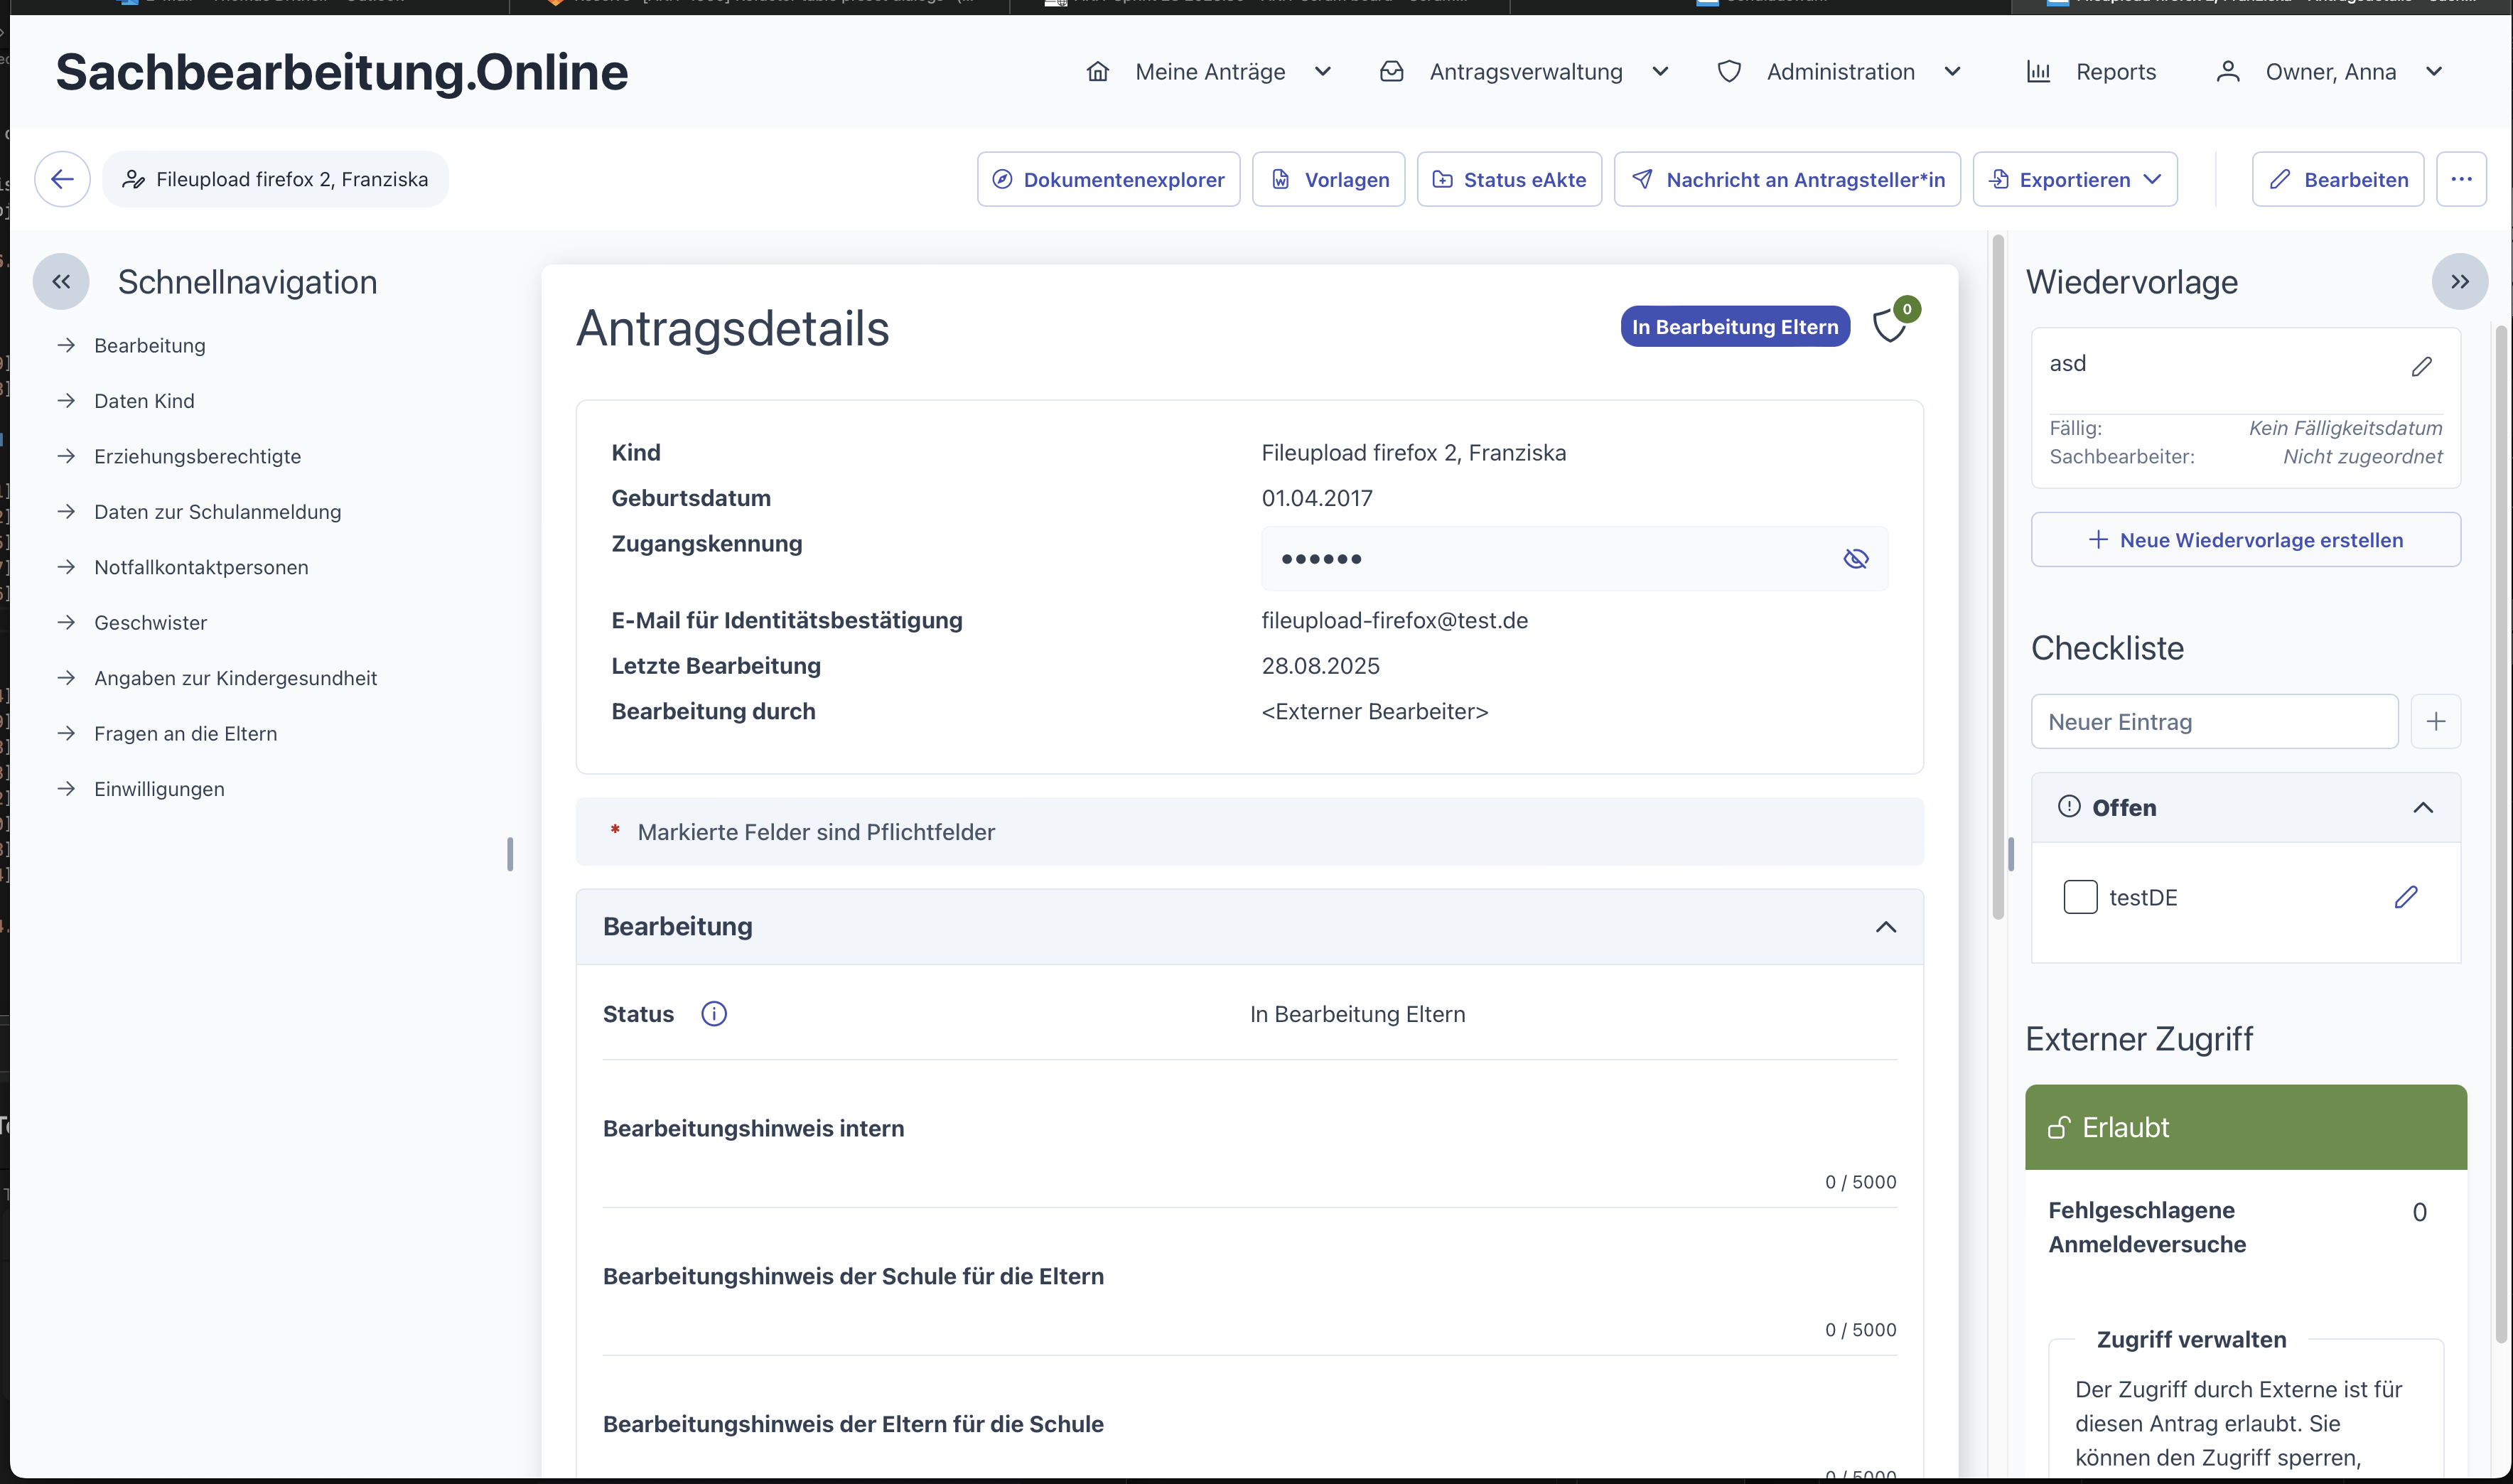 Sachbearbeitung.Online
Meine Anträge
Antragsverwaltung
Administration
Reports
Owner, Anna
Fileupload firefox 2, Franziska
Dokumentenexplorer
Vorlagen
Status eAkte
Nachricht an Antragsteller*in
Exportieren
Bearbeiten
Schnellnavigation
Bearbeitung
Daten Kind
Erziehungsberechtigte
Daten zur Schulanmeldung
Notfallkontaktpersonen
Geschwister
Angaben zur Kindergesundheit
Fragen an die Eltern
Einwilligungen
Antragsdetails
In Bearbeitung Eltern
0
Kind Fileupload firefox 2, Franziska
Geburtsdatum 01.04.2017
Zugangskennung ••••••
E-Mail für Identitätsbestätigung fileupload-firefox@test.de
Letzte Bearbeitung 28.08.2025
Bearbeitung durch <Externer Bearbeiter>
* Markierte Felder sind Pflichtfelder
Bearbeitung
Status In Bearbeitung Eltern
Bearbeitungshinweis intern
0 / 5000
Bearbeitungshinweis der Schule für die Eltern
0 / 5000
Bearbeitungshinweis der Eltern für die Schule
0 / 5000
Wiedervorlage
asd
Fällig: Kein Fälligkeitsdatum
Sachbearbeiter: Nicht zugeordnet
Neue Wiedervorlage erstellen
Checkliste
Neuer Eintrag
Offen
testDE
Externer Zugriff
Erlaubt
Fehlgeschlagene 0
Anmeldeversuche
Zugriff verwalten
Der Zugriff durch Externe ist für
diesen Antrag erlaubt. Sie
können den Zugriff sperren,